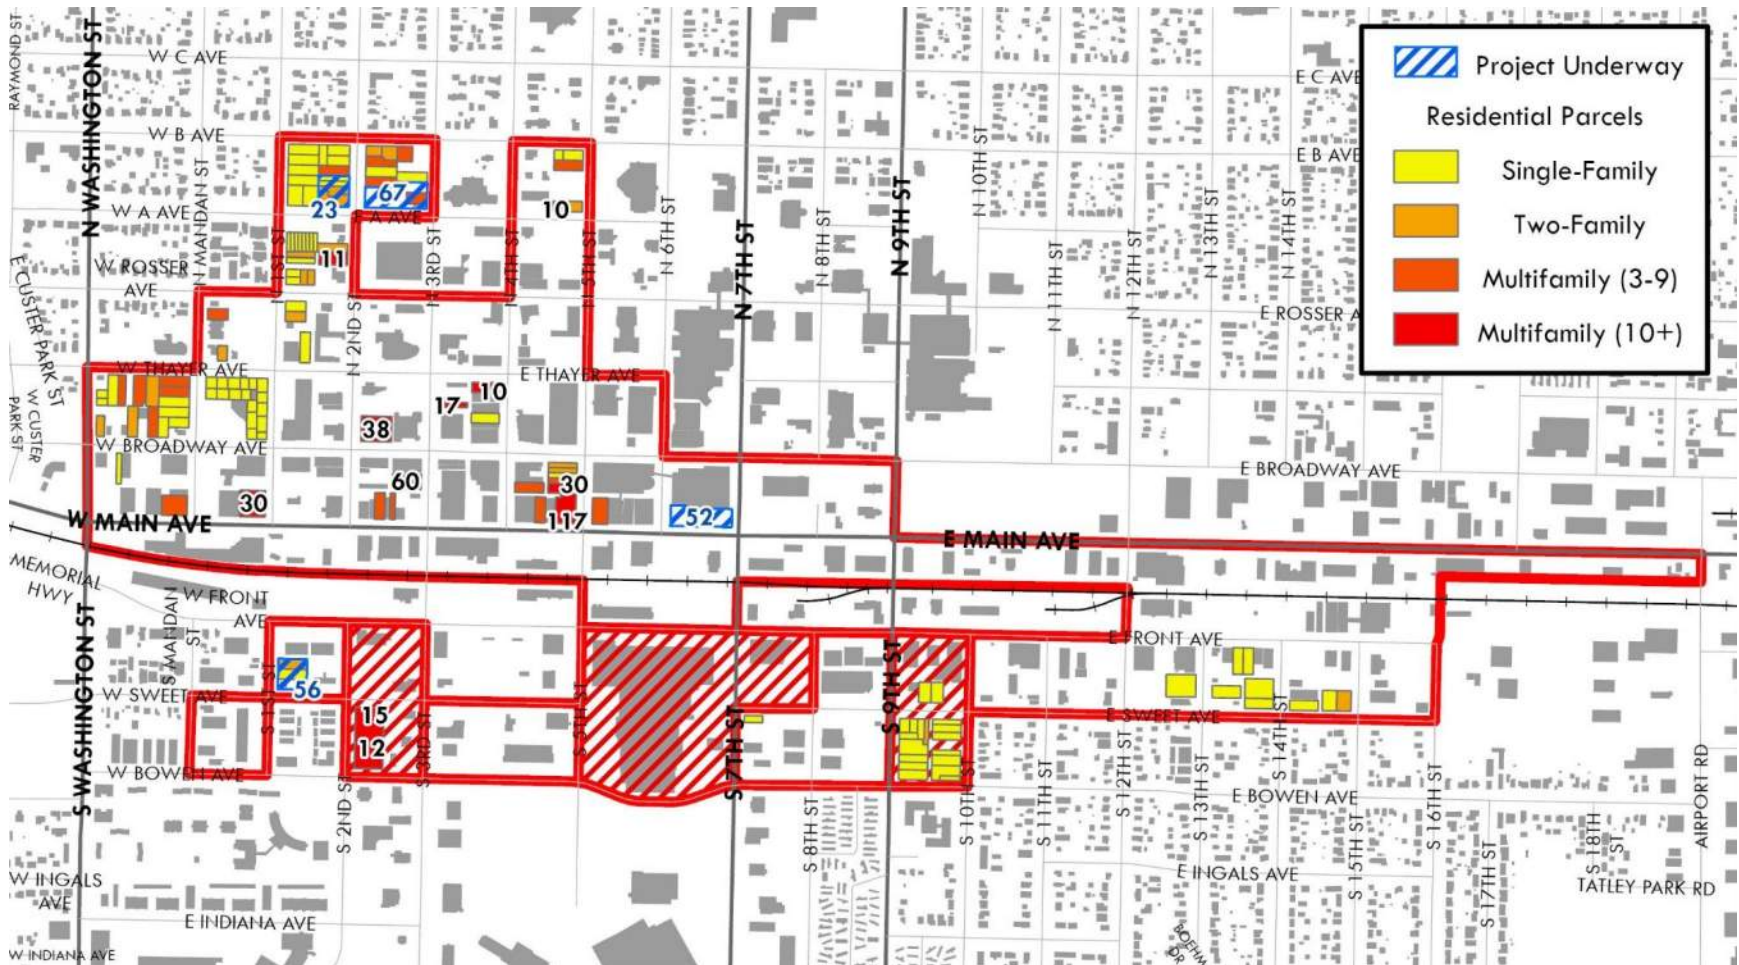 RAYMOND ST
N WASHINGTON ST
W C AVE
E C AVE
Project Underway
Residential Parcels
Single-Family
Two-Family
Multifamily (3-9)
Multifamily (10+)
W B AVE
E B AVE
N MANDAN ST
N 10TH ST
67
23
10
W A AVE
E A AVE
N 1ST ST
N 3RD ST
N 4TH ST
N 5TH ST
N 6TH ST
N 7TH ST
N 8TH ST
N 9TH ST
N 11TH ST
N 12TH ST
N 13TH ST
N 14TH ST
11
W ROSSER
AVE
E ROSSER A
N 2ND ST
E CUSTER PARK ST
W CUSTER
PARK ST
W THAYER AVE
E THAYER AVE
10
17
38
W BROADWAY AVE
E BROADWAY AVE
60
30
30
117
52
W MAIN AVE
E MAIN AVE
MEMORIAL
HWY
W FRONT
AVE
E FRONT AVE
S WASHINGTON ST
S MANDAN
ST
S 1ST ST
56
W SWEET AVE
E SWEET AVE
15
12
W BOWEN AVE
E BOWEN AVE
S 2ND ST
S 3RD ST
S 5TH ST
S 7TH ST
S 8TH ST
S 9TH ST
S 10TH ST
S 11TH ST
S 12TH ST
S 13TH ST
S 14TH ST
S 15TH ST
S 16TH ST
S 17TH ST
S 18TH
ST
AIRPORT RD
W INGALS
AVE
E INGALS AVE
TATLEY PARK RD
E INDIANA AVE
W INDIANA AVE
BOEHM
DR